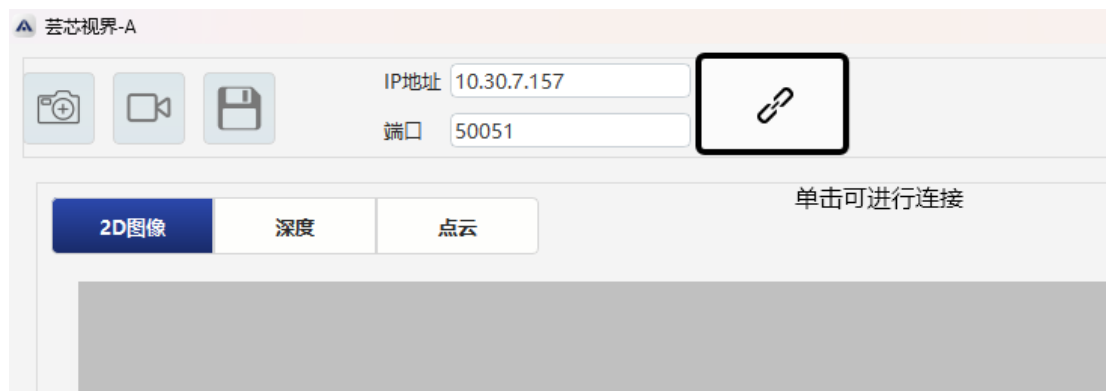 芸芯视界-A
IP地址 10.30.7.157
端口 50051
单击可进行连接
2D图像 深度 点云